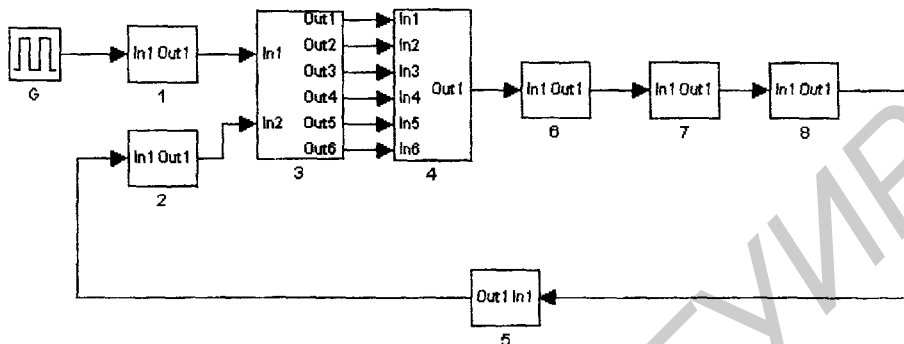 G
In1 Out1
1
In1 Out1
2
In1
In2
Out1
Out2
Out3
Out4
Out5
Out6
3
In1
In2
In3
In4
In5
In6
Out1
4
In1 Out1
6
In1 Out1
7
In1 Out1
8
Out1 In1
5
ГУИР